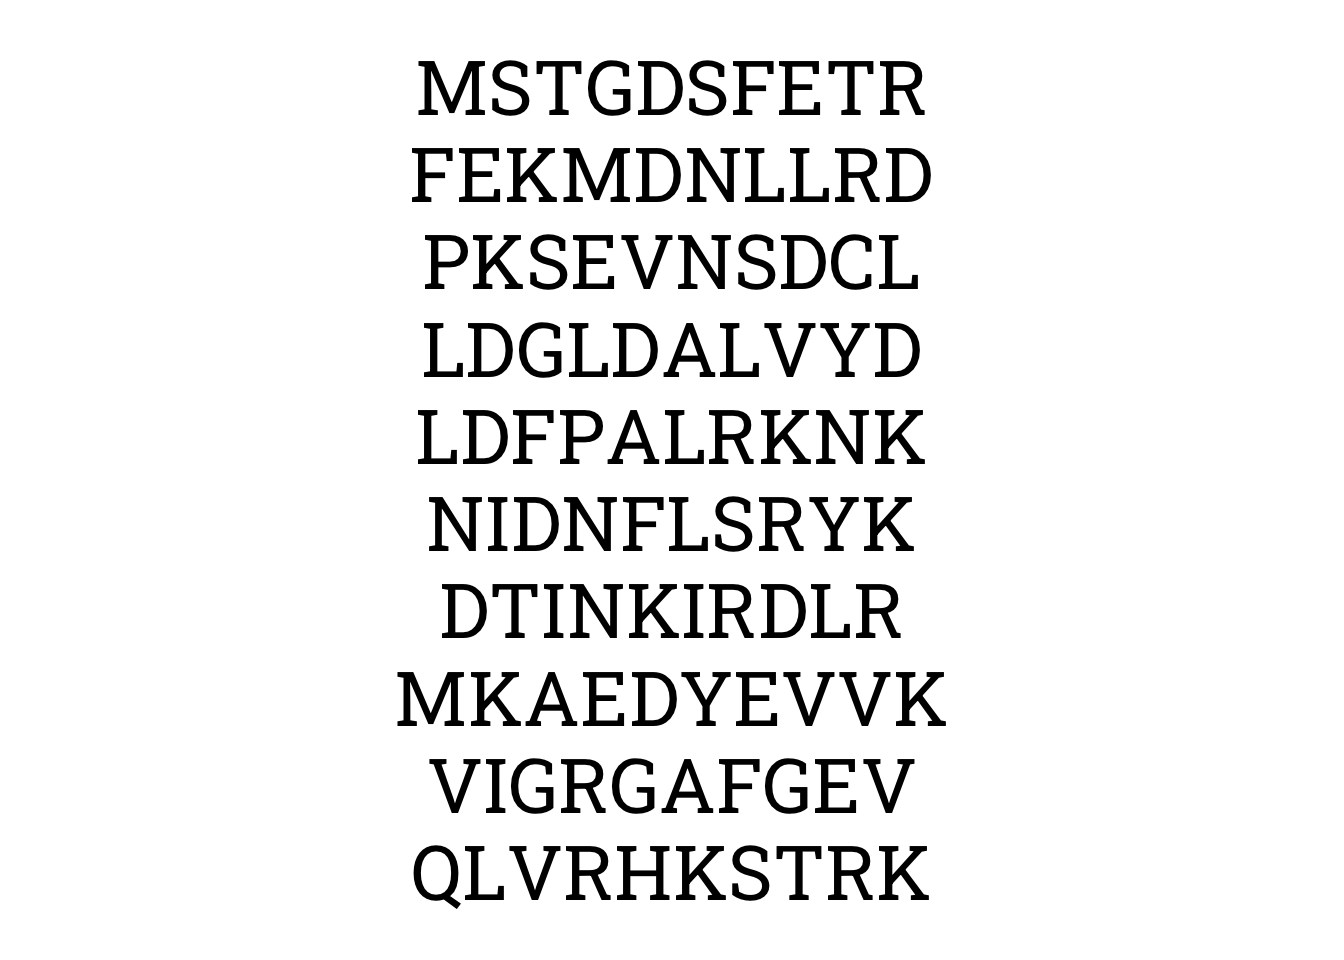 MSTGDSFETR
FEKMDNLLRD
PKSEVNSDCL
LDGLDALVYD
LDFPALRKNK
NIDNFLSRYK
DTINKIRDLR
MKAEDYEVVK
VIGRGAFGEV
QLVRHKSTRK